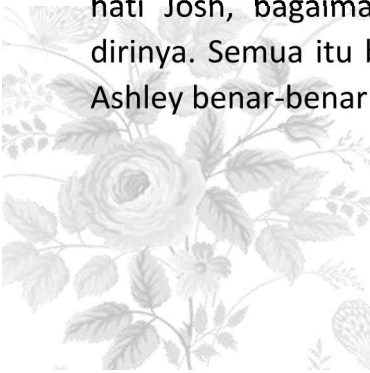 hati Josh, bagaima
dirinya. Semua itu b
Ashley benar-benar